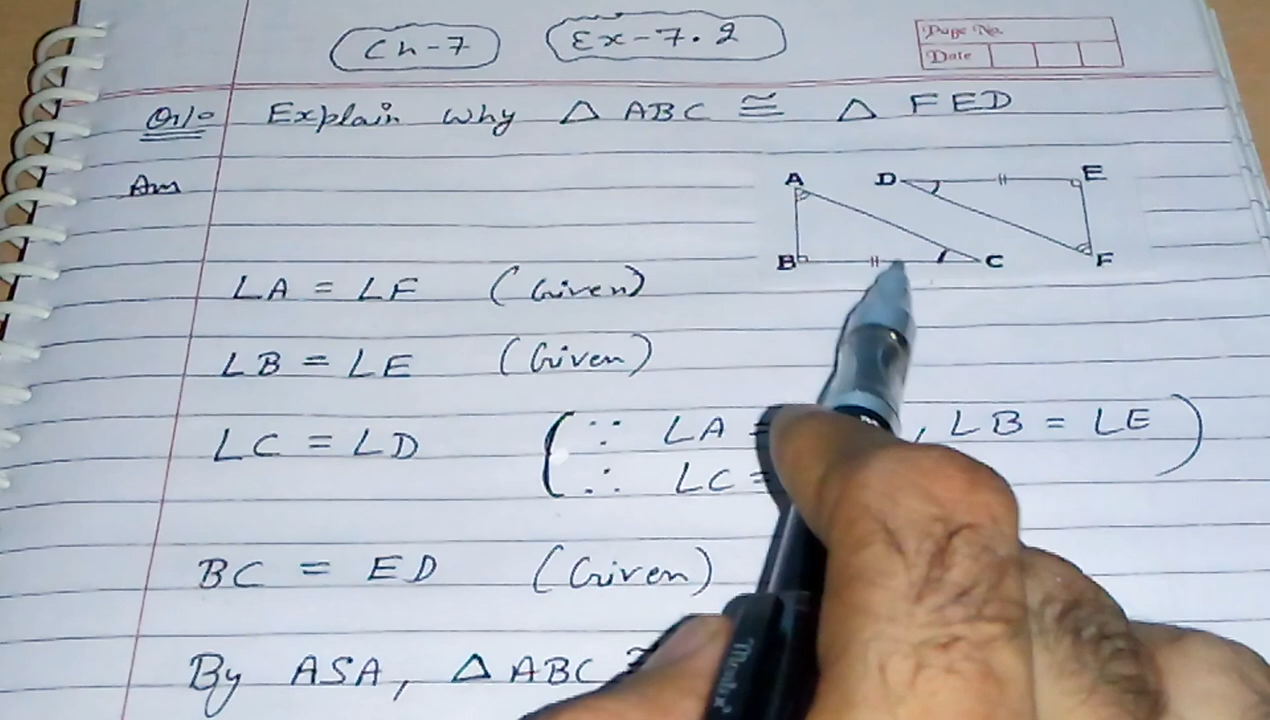 Ch-7 Ex-7.2
Page No.
Date
Q10 Explain why △ ABC ≅ △ FED
Ans
A D E
B C F
∠A = ∠F (Given)
∠B = ∠E (Given)
∠C = ∠D (∵ ∠A = , ∠B = ∠E)
∴ ∠C =
BC = ED (Given)
By ASA, △ ABC